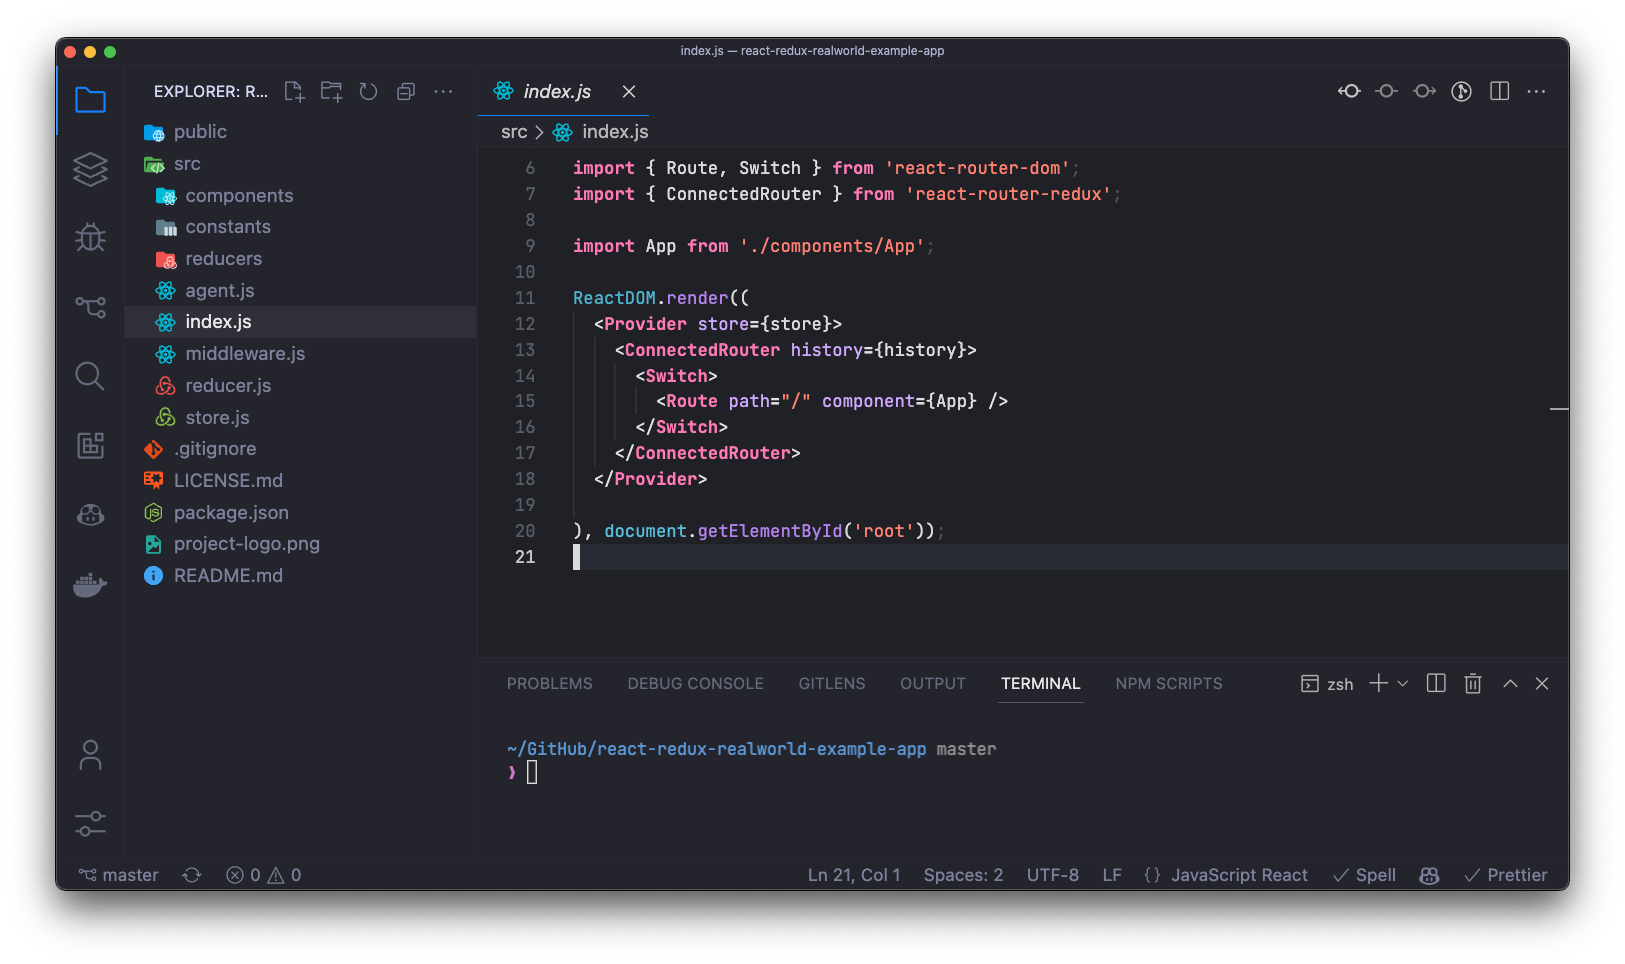 index.js — react-redux-realworld-example-app
EXPLORER: R...
public
src
components
constants
reducers
agent.js
index.js
middleware.js
reducer.js
store.js
.gitignore
LICENSE.md
package.json
project-logo.png
README.md
index.js
src > index.js
6 import { Route, Switch } from 'react-router-dom';
7 import { ConnectedRouter } from 'react-router-redux';
8
9 import App from './components/App';
10
11 ReactDOM.render((
12 <Provider store={store}>
13 <ConnectedRouter history={history}>
14 <Switch>
15 <Route path="/" component={App} />
16 </Switch>
17 </ConnectedRouter>
18 </Provider>
19
20 ), document.getElementById('root'));
21
PROBLEMS DEBUG CONSOLE GITLENS OUTPUT TERMINAL NPM SCRIPTS zsh
~/GitHub/react-redux-realworld-example-app master
❯
master 0 0 Ln 21, Col 1 Spaces: 2 UTF-8 LF {} JavaScript React ✓ Spell ✓ Prettier